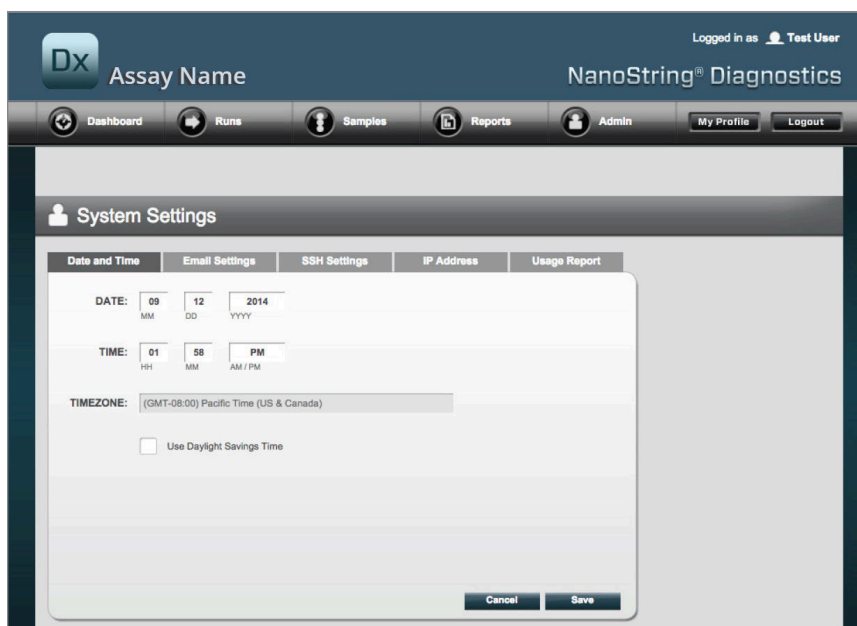 Logged in as Test User
Dx
Assay Name
NanoString® Diagnostics
Dashboard Runs Samples Reports Admin My Profile Logout
System Settings
Date and Time Email Settings SSH Settings IP Address Usage Report
DATE: 09 12 2014
MM DD YYYY
TIME: 01 58 PM
HH MM AM / PM
TIMEZONE: (GMT-08:00) Pacific Time (US & Canada)
Use Daylight Savings Time
Cancel Save